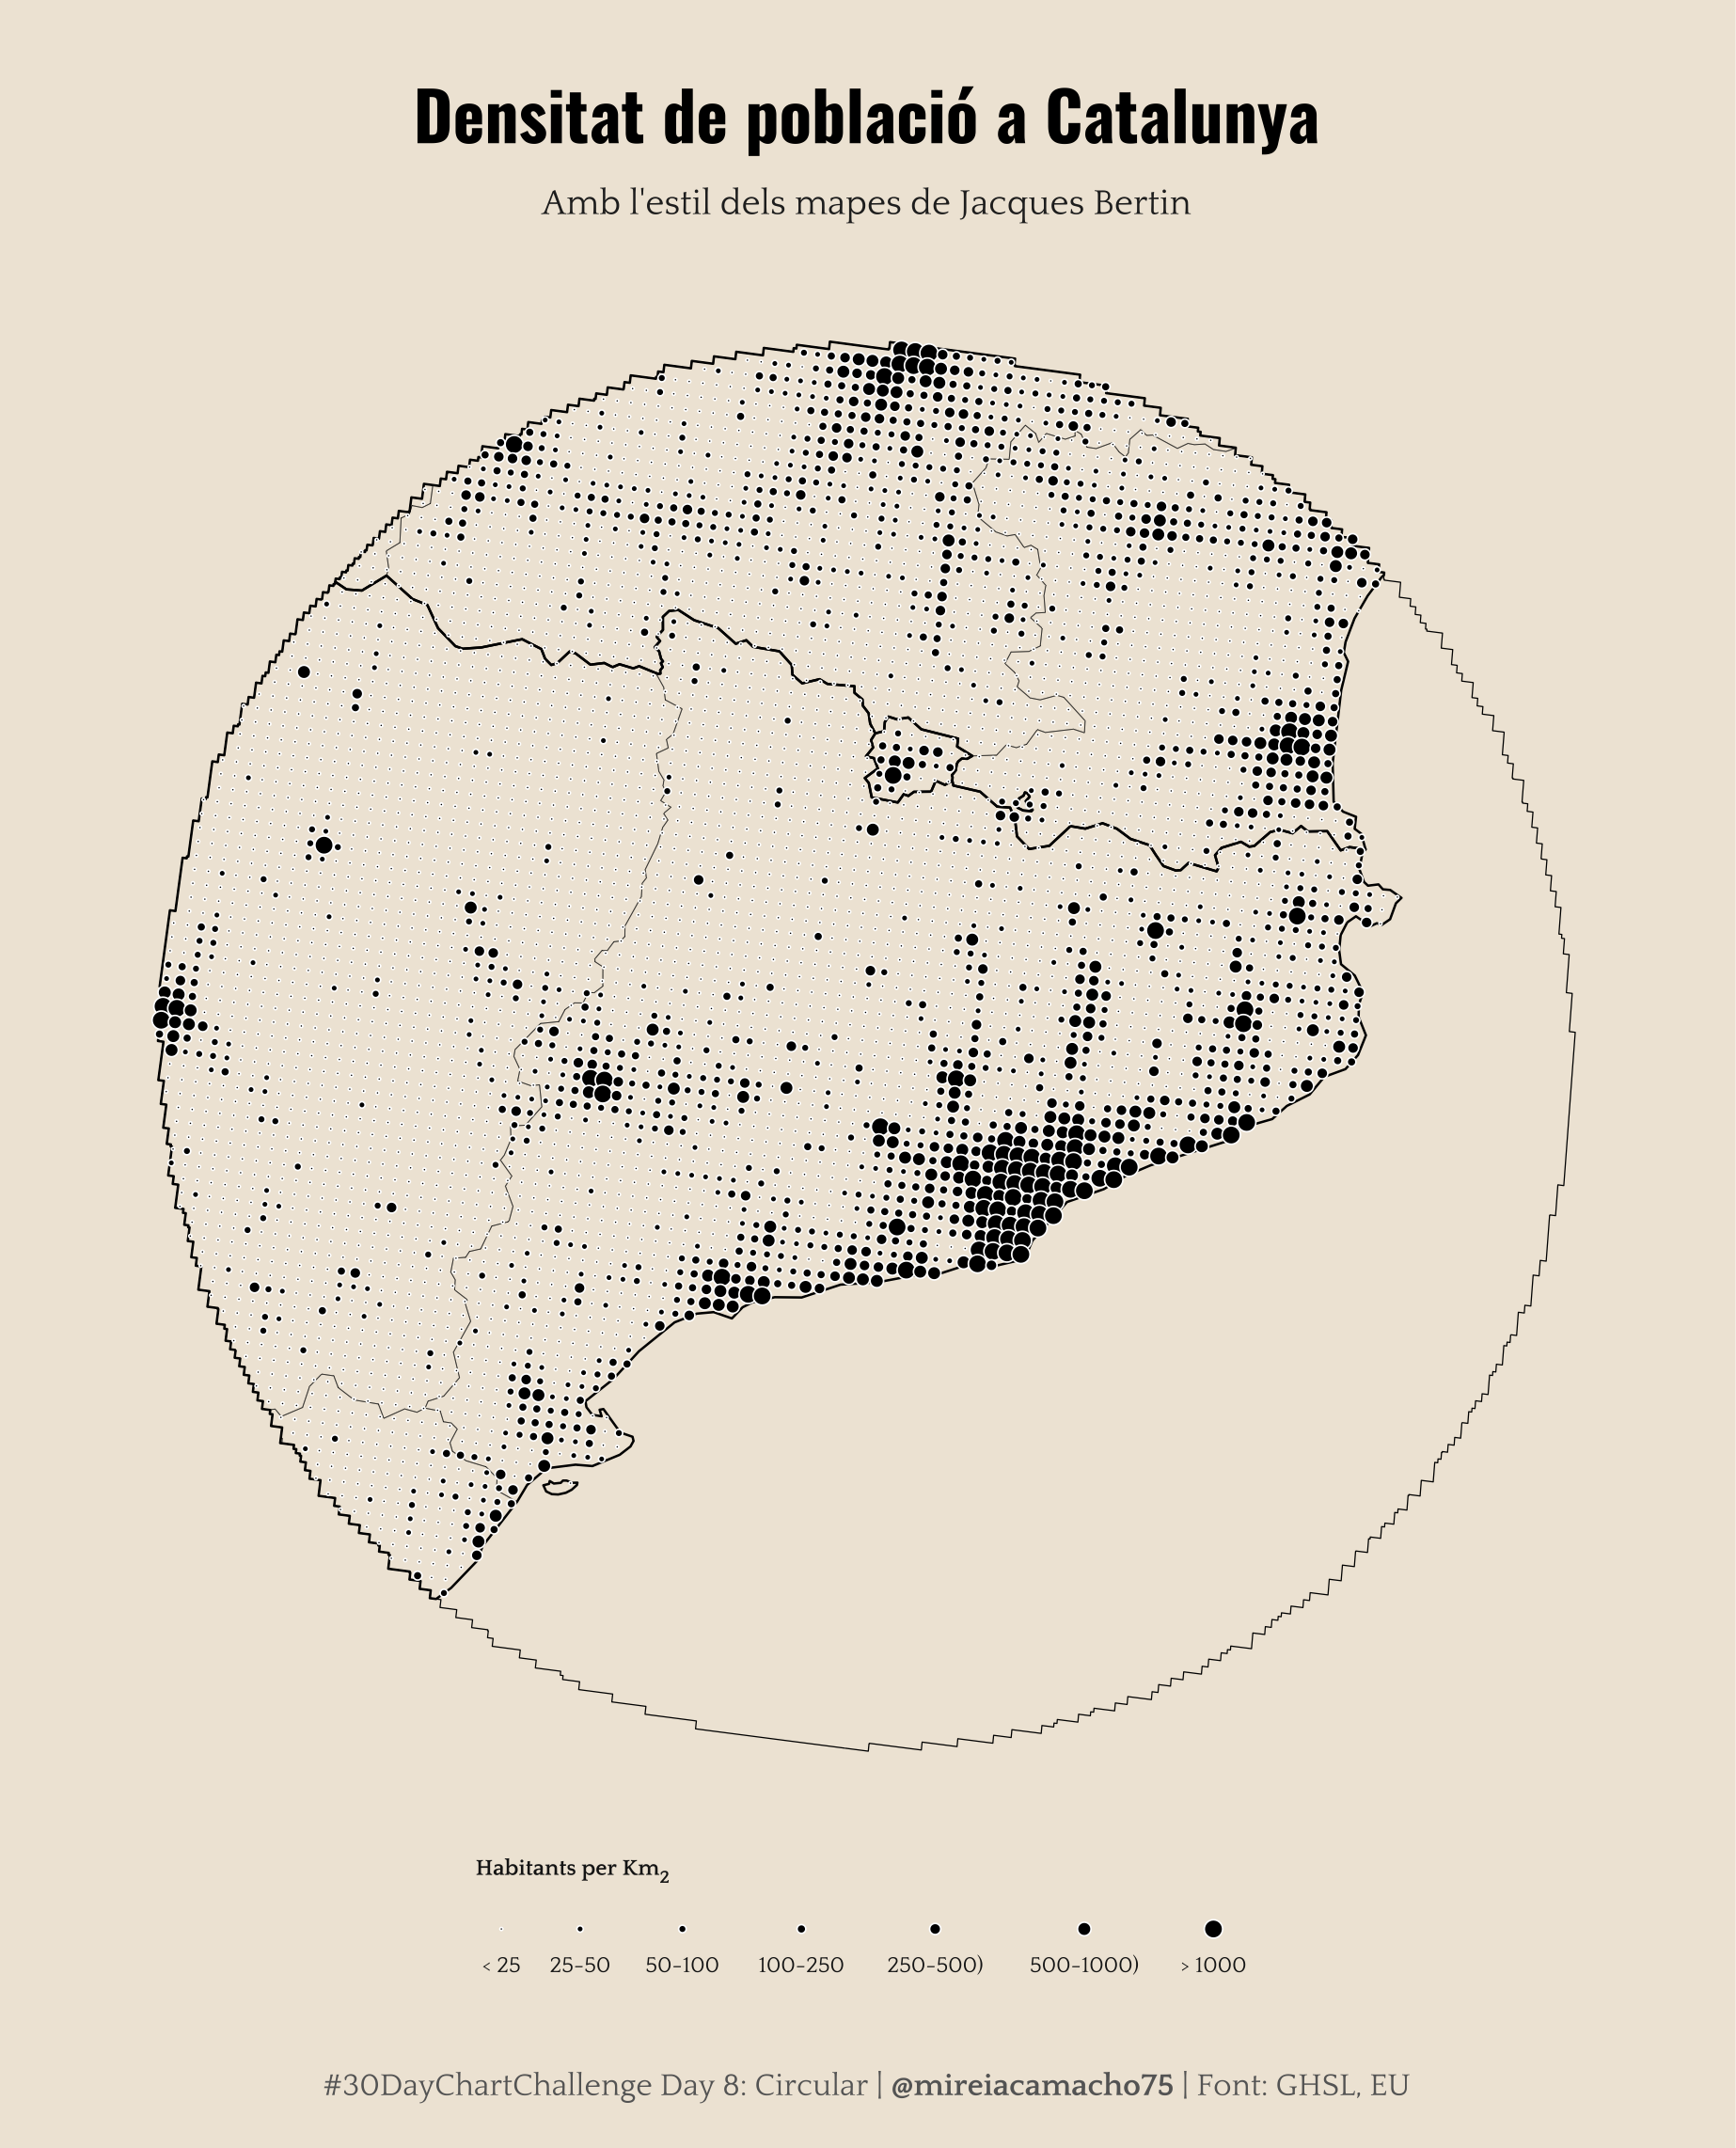 Densitat de població a Catalunya
Amb l'estil dels mapes de Jacques Bertin
Habitants per Km2
< 25 25-50 50-100 100-250 250-500) 500-1000) > 1000
#30DayChartChallenge Day 8: Circular | @mireiacamacho75 | Font: GHSL, EU